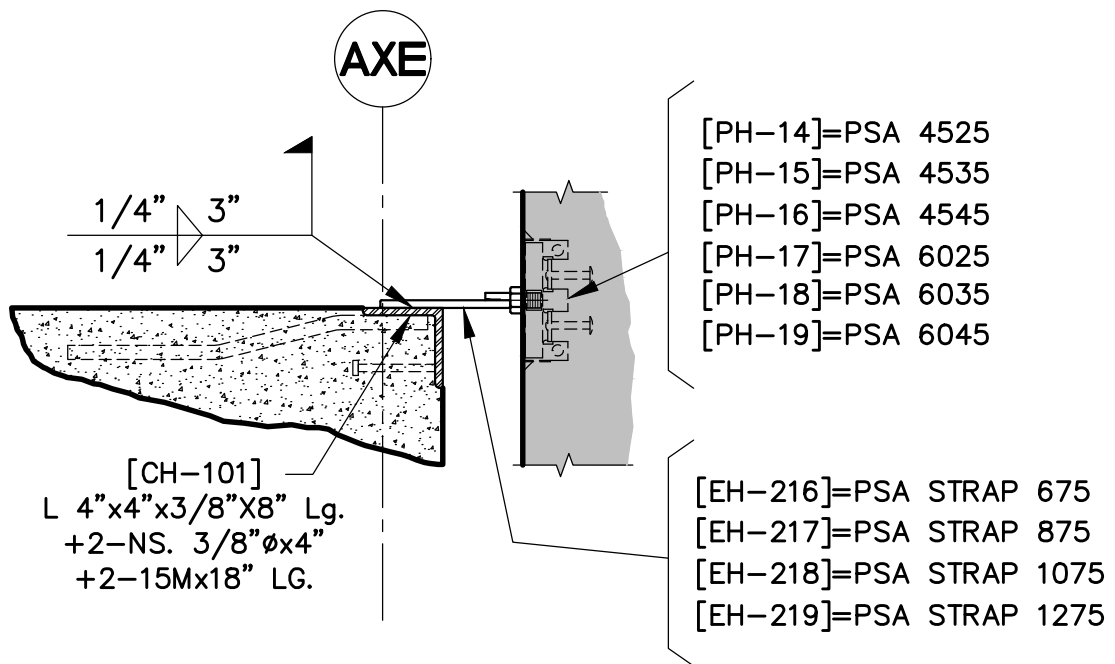 AXE
1/4” 3”
1/4” 3”
[PH-14]=PSA 4525
[PH-15]=PSA 4535
[PH-16]=PSA 4545
[PH-17]=PSA 6025
[PH-18]=PSA 6035
[PH-19]=PSA 6045
[CH-101]
L 4”x4”x3/8”X8” Lg.
+2-NS. 3/8”øx4”
+2-15Mx18” LG.
[EH-216]=PSA STRAP 675
[EH-217]=PSA STRAP 875
[EH-218]=PSA STRAP 1075
[EH-219]=PSA STRAP 1275